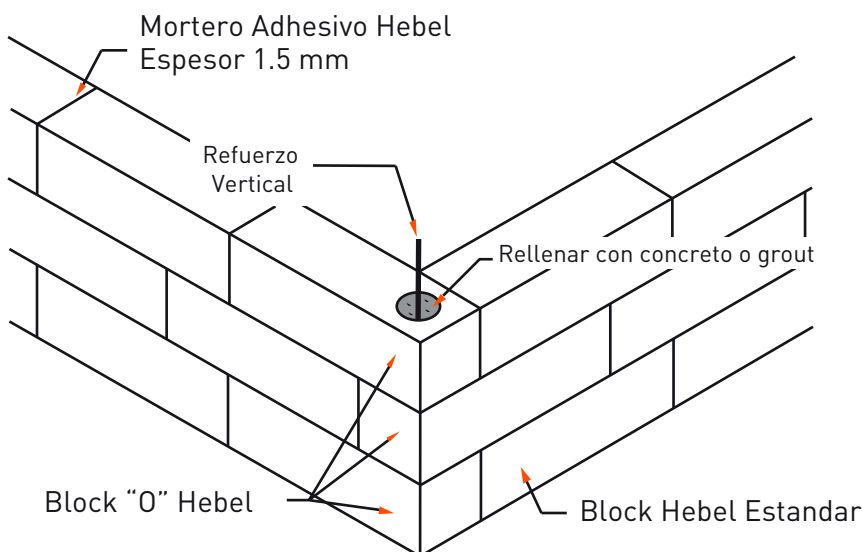 Mortero Adhesivo Hebel
Espesor 1.5 mm
Refuerzo
Vertical
Rellenar con concreto o grout
Block “O” Hebel
Block Hebel Estandar